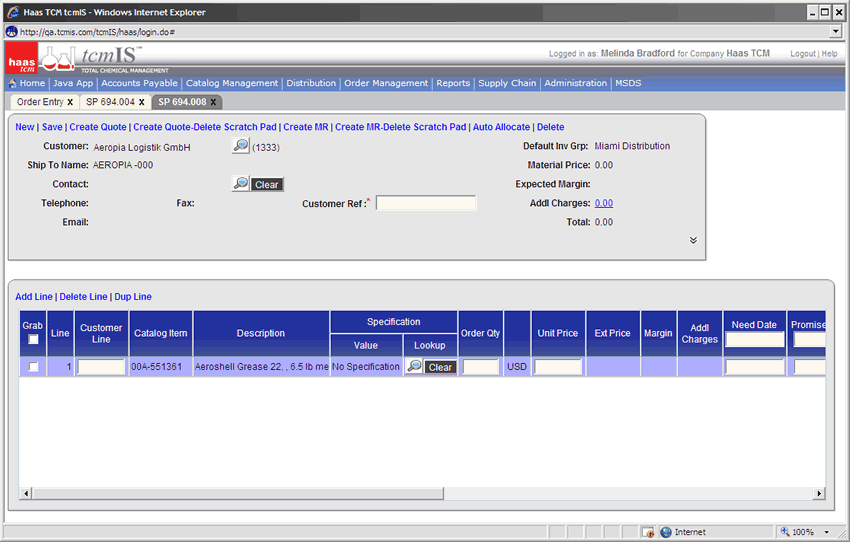 Haas TCM tcmIS - Windows Internet Explorer
http://qa.tcmis.com/tcmIS/haas/login.do#
haas tcm
tcmIS™
TOTAL CHEMICAL MANAGEMENT
Logged in as: Melinda Bradford for Company Haas TCM
Logout | Help
Home | Java App | Accounts Payable | Catalog Management | Distribution | Order Management | Reports | Supply Chain | Administration | MSDS
Order Entry x
SP 694.004 x
SP 694.008 x
New | Save | Create Quote | Create Quote-Delete Scratch Pad | Create MR | Create MR-Delete Scratch Pad | Auto Allocate | Delete
Customer: Aeropia Logistik GmbH (1333) Default Inv Grp: Miami Distribution
Ship To Name: AEROPIA -000 Material Price: 0.00
Contact: Clear Expected Margin:
Telephone: Fax: Customer Ref :* Addl Charges: 0.00
Email: Total: 0.00
Add Line | Delete Line | Dup Line
Grab Line Customer Line Catalog Item Description Specification Value Lookup Order Qty Unit Price Ext Price Margin Addl Charges Need Date Promise
1 00A-551361 Aeroshell Grease 22, , 6.5 lb me No Specification Clear USD
Internet
100%